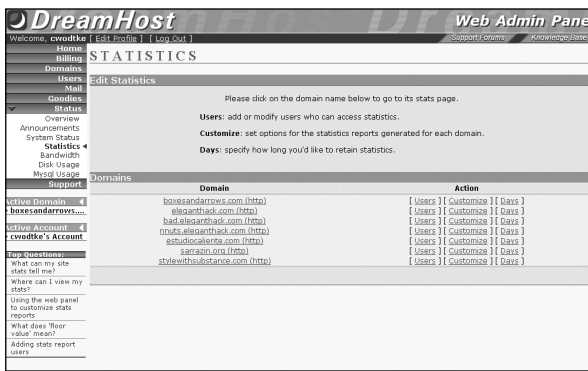 DreamHost
Web Admin Pane
Welcome, cwodtke [ Edit Profile ] [ Log Out ]
Support Forums
Knowledge Base
Home
Billing
Domains
Users
Mail
Goodies
Status
Overview
Announcements
System Status
Statistics
Bandwidth
Disk Usage
Mysql Usage
Support
Active Domain
boxesandarrows....
Active Account
cwodtke's Account
Top Questions:
What can my site
stats tell me?
Where can I view my
stats?
Using the web panel
to customize stats
reports
What does 'floor
value' mean?
Adding stats report
users
STATISTICS
Edit Statistics
Please click on the domain name below to go to its stats page.
Users: add or modify users who can access statistics.
Customize: set options for the statistics reports generated for each domain.
Days: specify how long you'd like to retain statistics.
Domains
Domain Action
boxesandarrows.com (http) [ Users ] [ Customize ] [ Days ]
eleganthack.com (http) [ Users ] [ Customize ] [ Days ]
bad.eleganthack.com (http) [ Users ] [ Customize ] [ Days ]
nnuts.eleganthack.com (http) [ Users ] [ Customize ] [ Days ]
estudiocaliente.com (http) [ Users ] [ Customize ] [ Days ]
sarrazin.org (http) [ Users ] [ Customize ] [ Days ]
stylewithsubstance.com (http) [ Users ] [ Customize ] [ Days ]